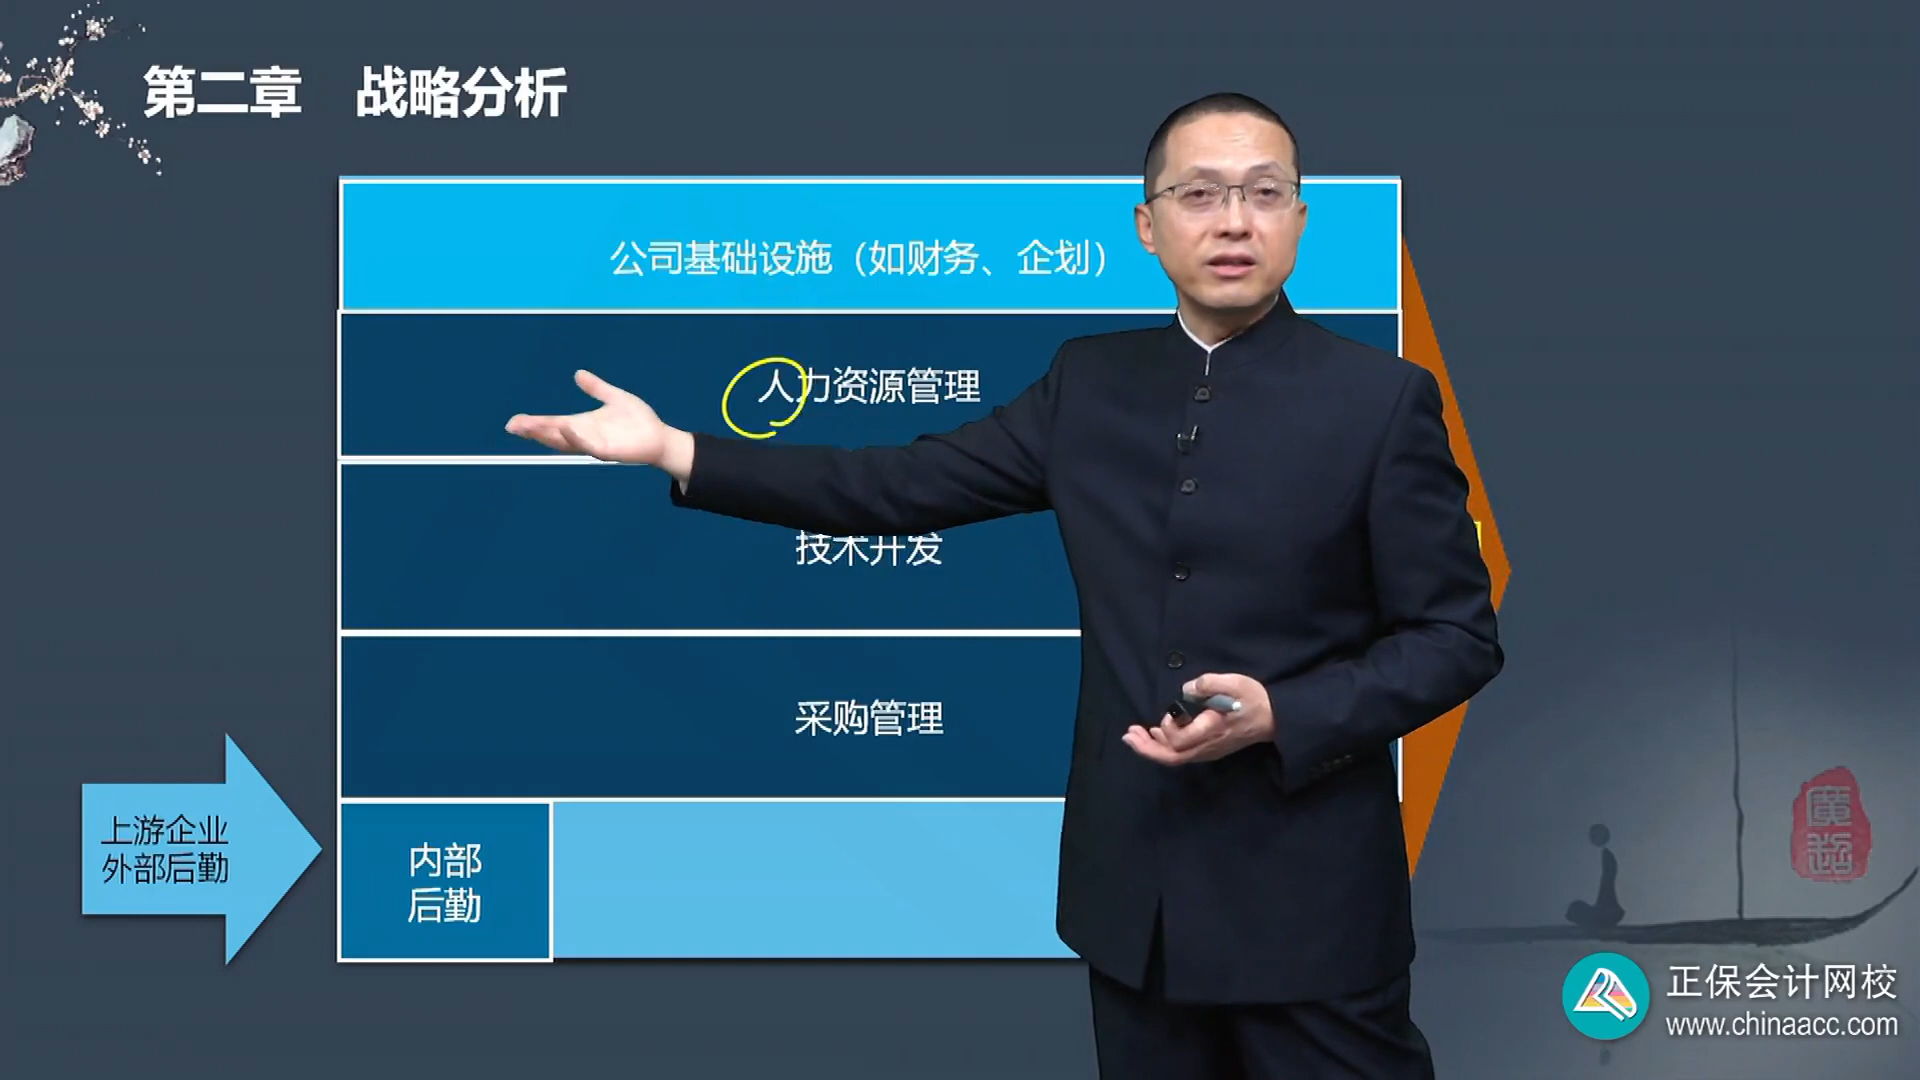 第二章 战略分析
公司基础设施（如财务、企划）
人力资源管理
技术开发
采购管理
上游企业
外部后勤
内部
后勤
正保会计网校
www.chinaacc.com